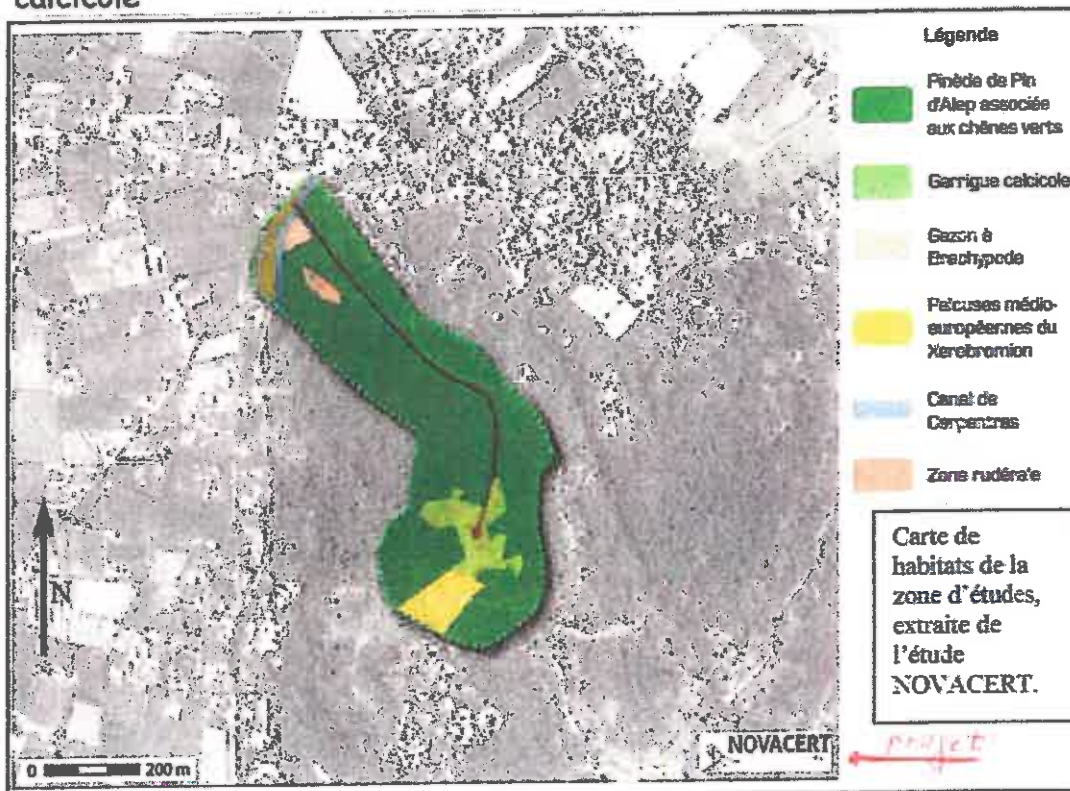 calcicole
Légende
Pinède de Pin
d'Alep associée
aux chênes verts
Garrigue calcicole
Gazon à
Brachypode
Pelouses médio-
européennes du
Xerobromion
Canal de
Carpentras
Zone rudérale
Carte de
habitats de la
zone d'études,
extraite de
l'étude
NOVACERT.
N
0 200 m
NOVACERT
projet